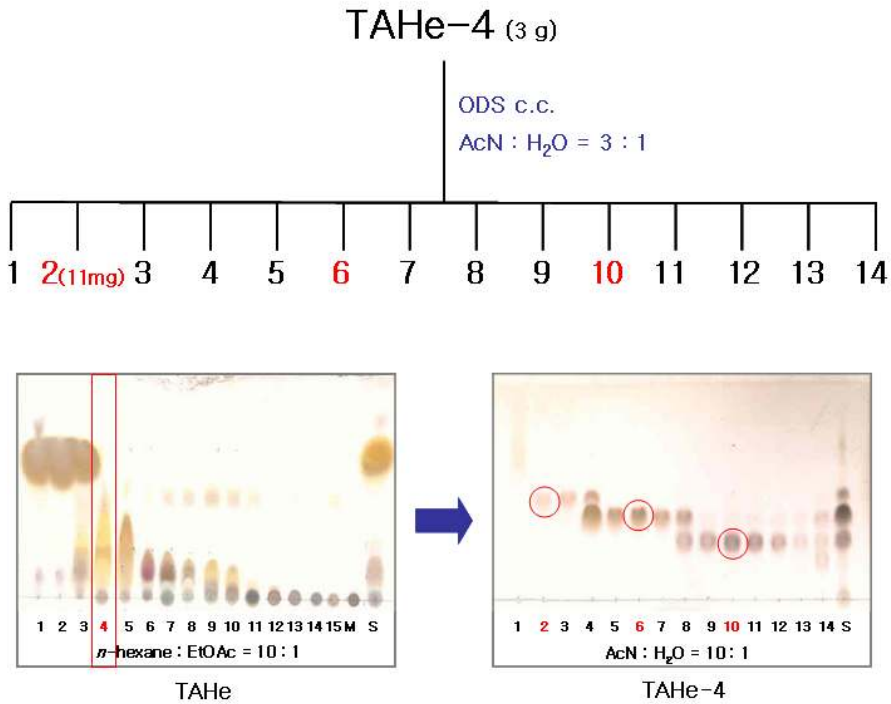 TAHe-4 (3 g)
ODS c.c.
AcN : H₂O = 3 : 1
1 2(11mg) 3 4 5 6 7 8 9 10 11 12 13 14
1 2 3 4 5 6 7 8 9 10 11 12 13 14 15 M S
n-hexane : EtOAc = 10 : 1
TAHe
1 2 3 4 5 6 7 8 9 10 11 12 13 14 S
AcN : H₂O = 10 : 1
TAHe-4